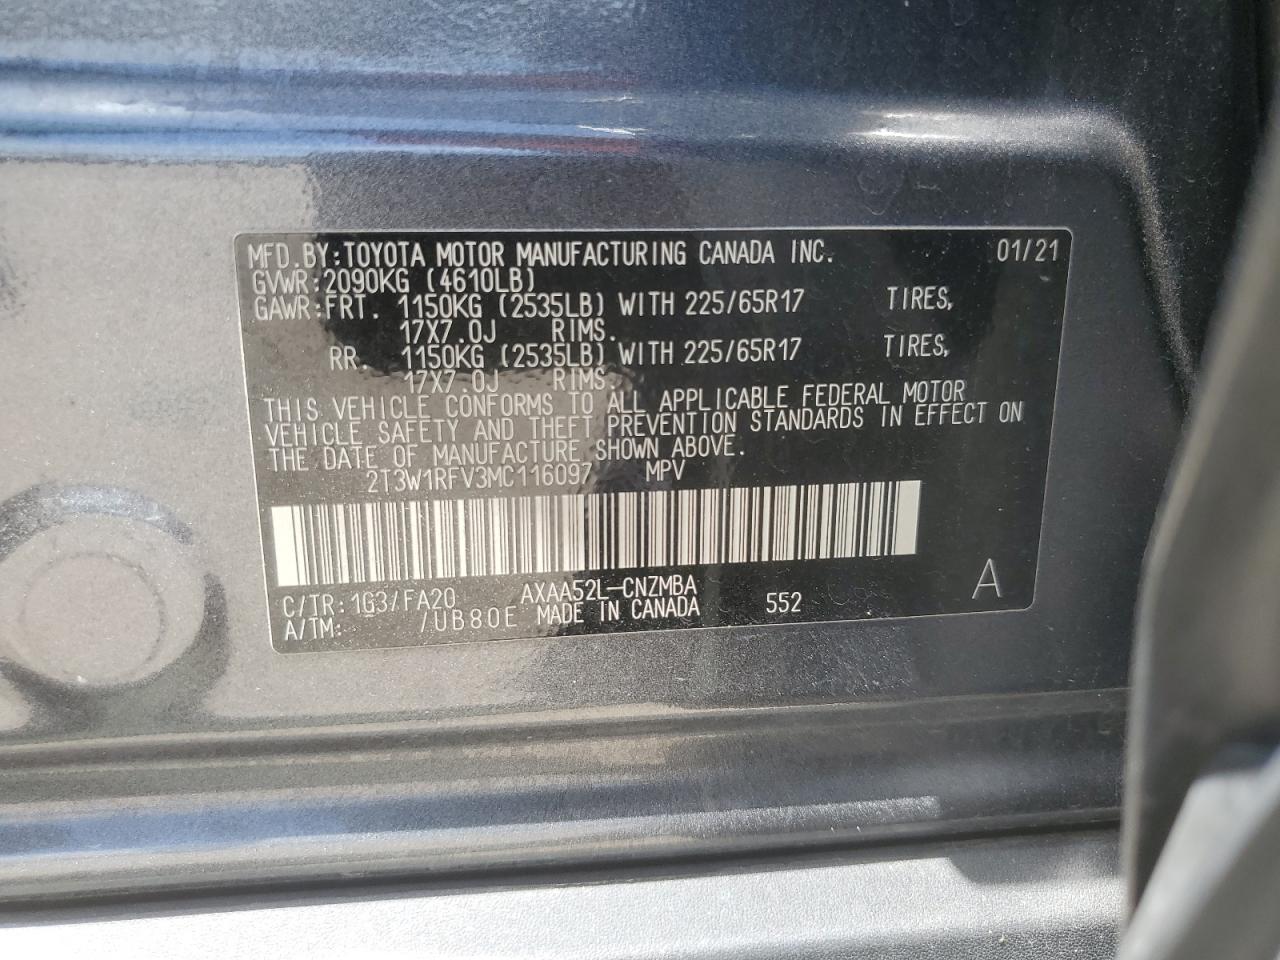 MFD.BY:TOYOTA MOTOR MANUFACTURING CANADA INC. 01/21
GVWR:2090KG (4610LB)
GAWR:FRT. 1150KG (2535LB) WITH 225/65R17 TIRES,
17X7.0J RIMS.
RR. 1150KG (2535LB) WITH 225/65R17 TIRES,
17X7.0J RIMS.
THIS VEHICLE CONFORMS TO ALL APPLICABLE FEDERAL MOTOR
VEHICLE SAFETY AND THEFT PREVENTION STANDARDS IN EFFECT ON
THE DATE OF MANUFACTURE SHOWN ABOVE.
2T3W1RFV3MC116097 MPV
C/TR:1G3/FA20 AXAA52L-CNZMBA
A/TM: /UB80E MADE IN CANADA 552 A